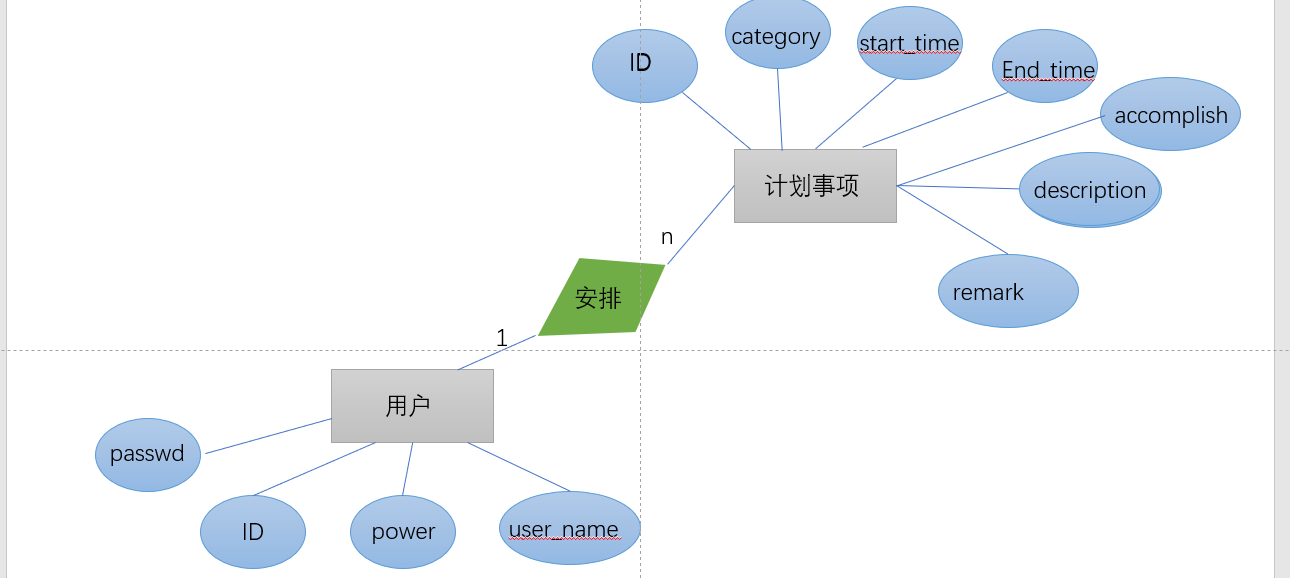 category
start_time
ID
End_time
accomplish
计划事项
description
n
remark
安排
1
用户
passwd
ID
power
user_name